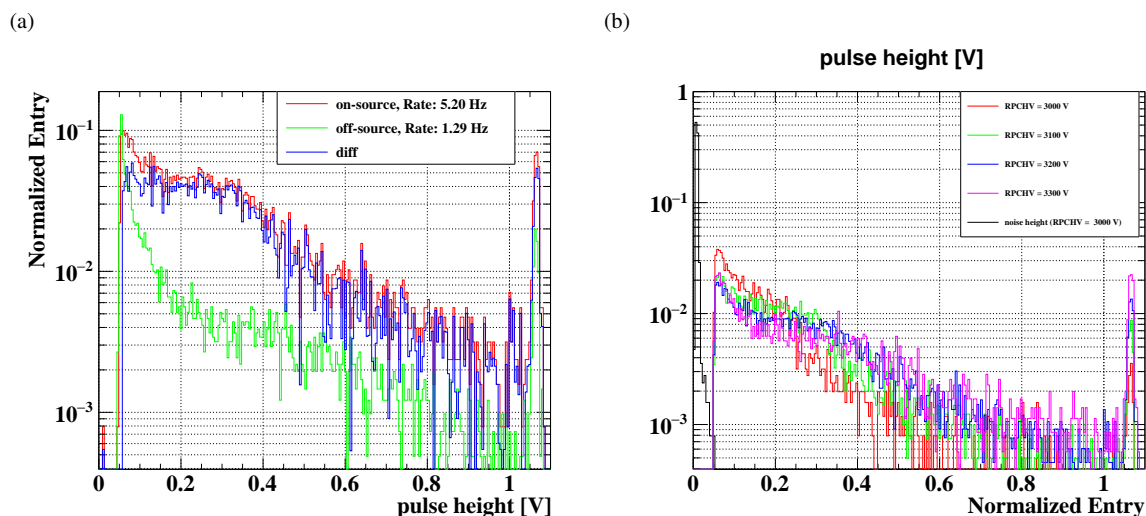 (a)
(b)
Normalized Entry
10⁻¹
10⁻²
10⁻³
0 0.2 0.4 0.6 0.8 1
pulse height [V]
on-source, Rate: 5.20 Hz
off-source, Rate: 1.29 Hz
diff
pulse height [V]
1
10⁻¹
10⁻²
10⁻³
0 0.2 0.4 0.6 0.8 1
Normalized Entry
RPCHV = 3000 V
RPCHV = 3100 V
RPCHV = 3200 V
RPCHV = 3300 V
noise height (RPCHV = 3000 V)